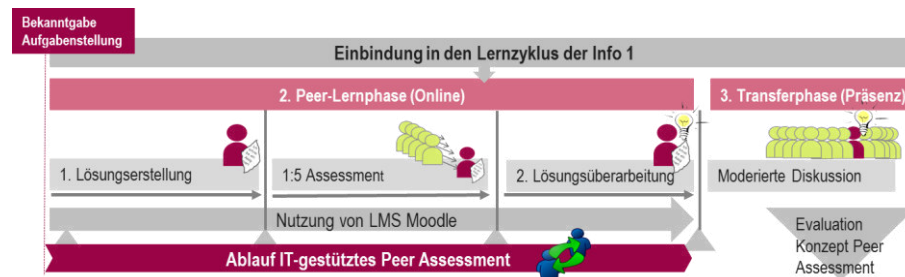 Bekanntgabe
Aufgabenstellung
Einbindung in den Lernzyklus der Info 1
2. Peer-Lernphase (Online)
3. Transferphase (Präsenz)
1. Lösungserstellung
1:5 Assessment
2. Lösungsüberarbeitung
Moderierte Diskussion
Nutzung von LMS Moodle
Ablauf IT-gestütztes Peer Assessment
Evaluation
Konzept Peer
Assessment